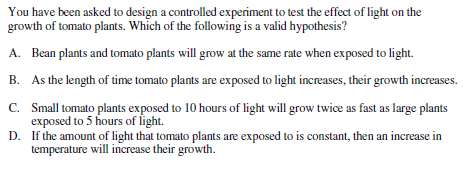 You have been asked to design a controlled experiment to test the effect of light on the
growth of tomato plants. Which of the following is a valid hypothesis?
A. Bean plants and tomato plants will grow at the same rate when exposed to light.
B. As the length of time tomato plants are exposed to light increases, their growth increases.
C. Small tomato plants exposed to 10 hours of light will grow twice as fast as large plants
exposed to 5 hours of light.
D. If the amount of light that tomato plants are exposed to is constant, then an increase in
temperature will increase their growth.